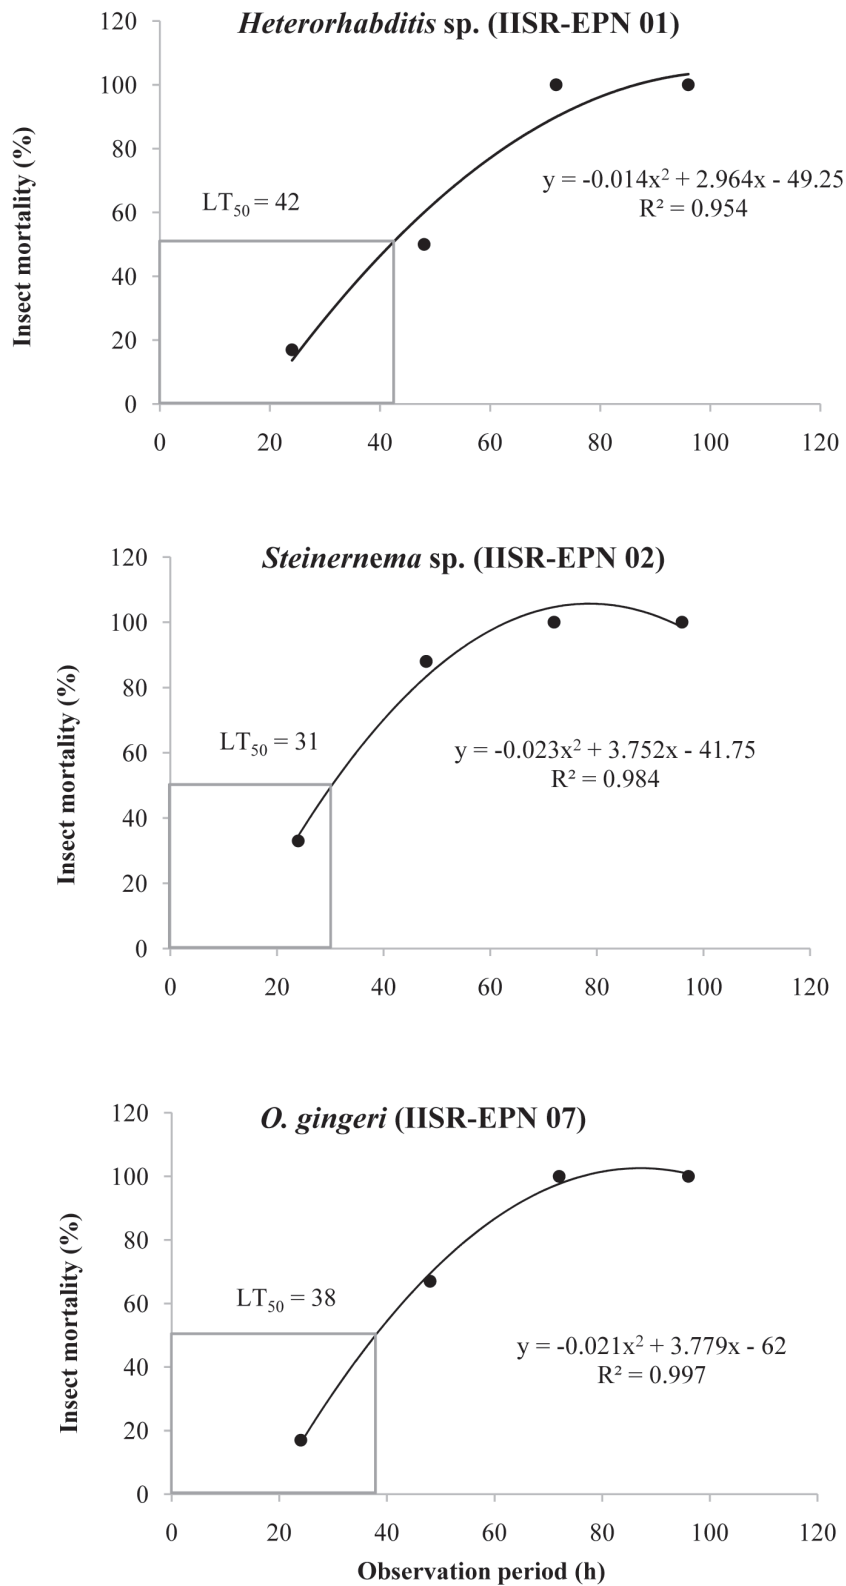 Heterorhabditis sp. (IISR-EPN 01)
Insect mortality (%)
120
100
80
60
40
20
0
LT₅₀ = 42
y = -0.014x² + 2.964x - 49.25
R² = 0.954
0 20 40 60 80 100 120
Steinernema sp. (IISR-EPN 02)
Insect mortality (%)
120
100
80
60
40
20
0
LT₅₀ = 31
y = -0.023x² + 3.752x - 41.75
R² = 0.984
0 20 40 60 80 100 120
O. gingeri (IISR-EPN 07)
Insect mortality (%)
120
100
80
60
40
20
0
LT₅₀ = 38
y = -0.021x² + 3.779x - 62
R² = 0.997
0 20 40 60 80 100 120
Observation period (h)